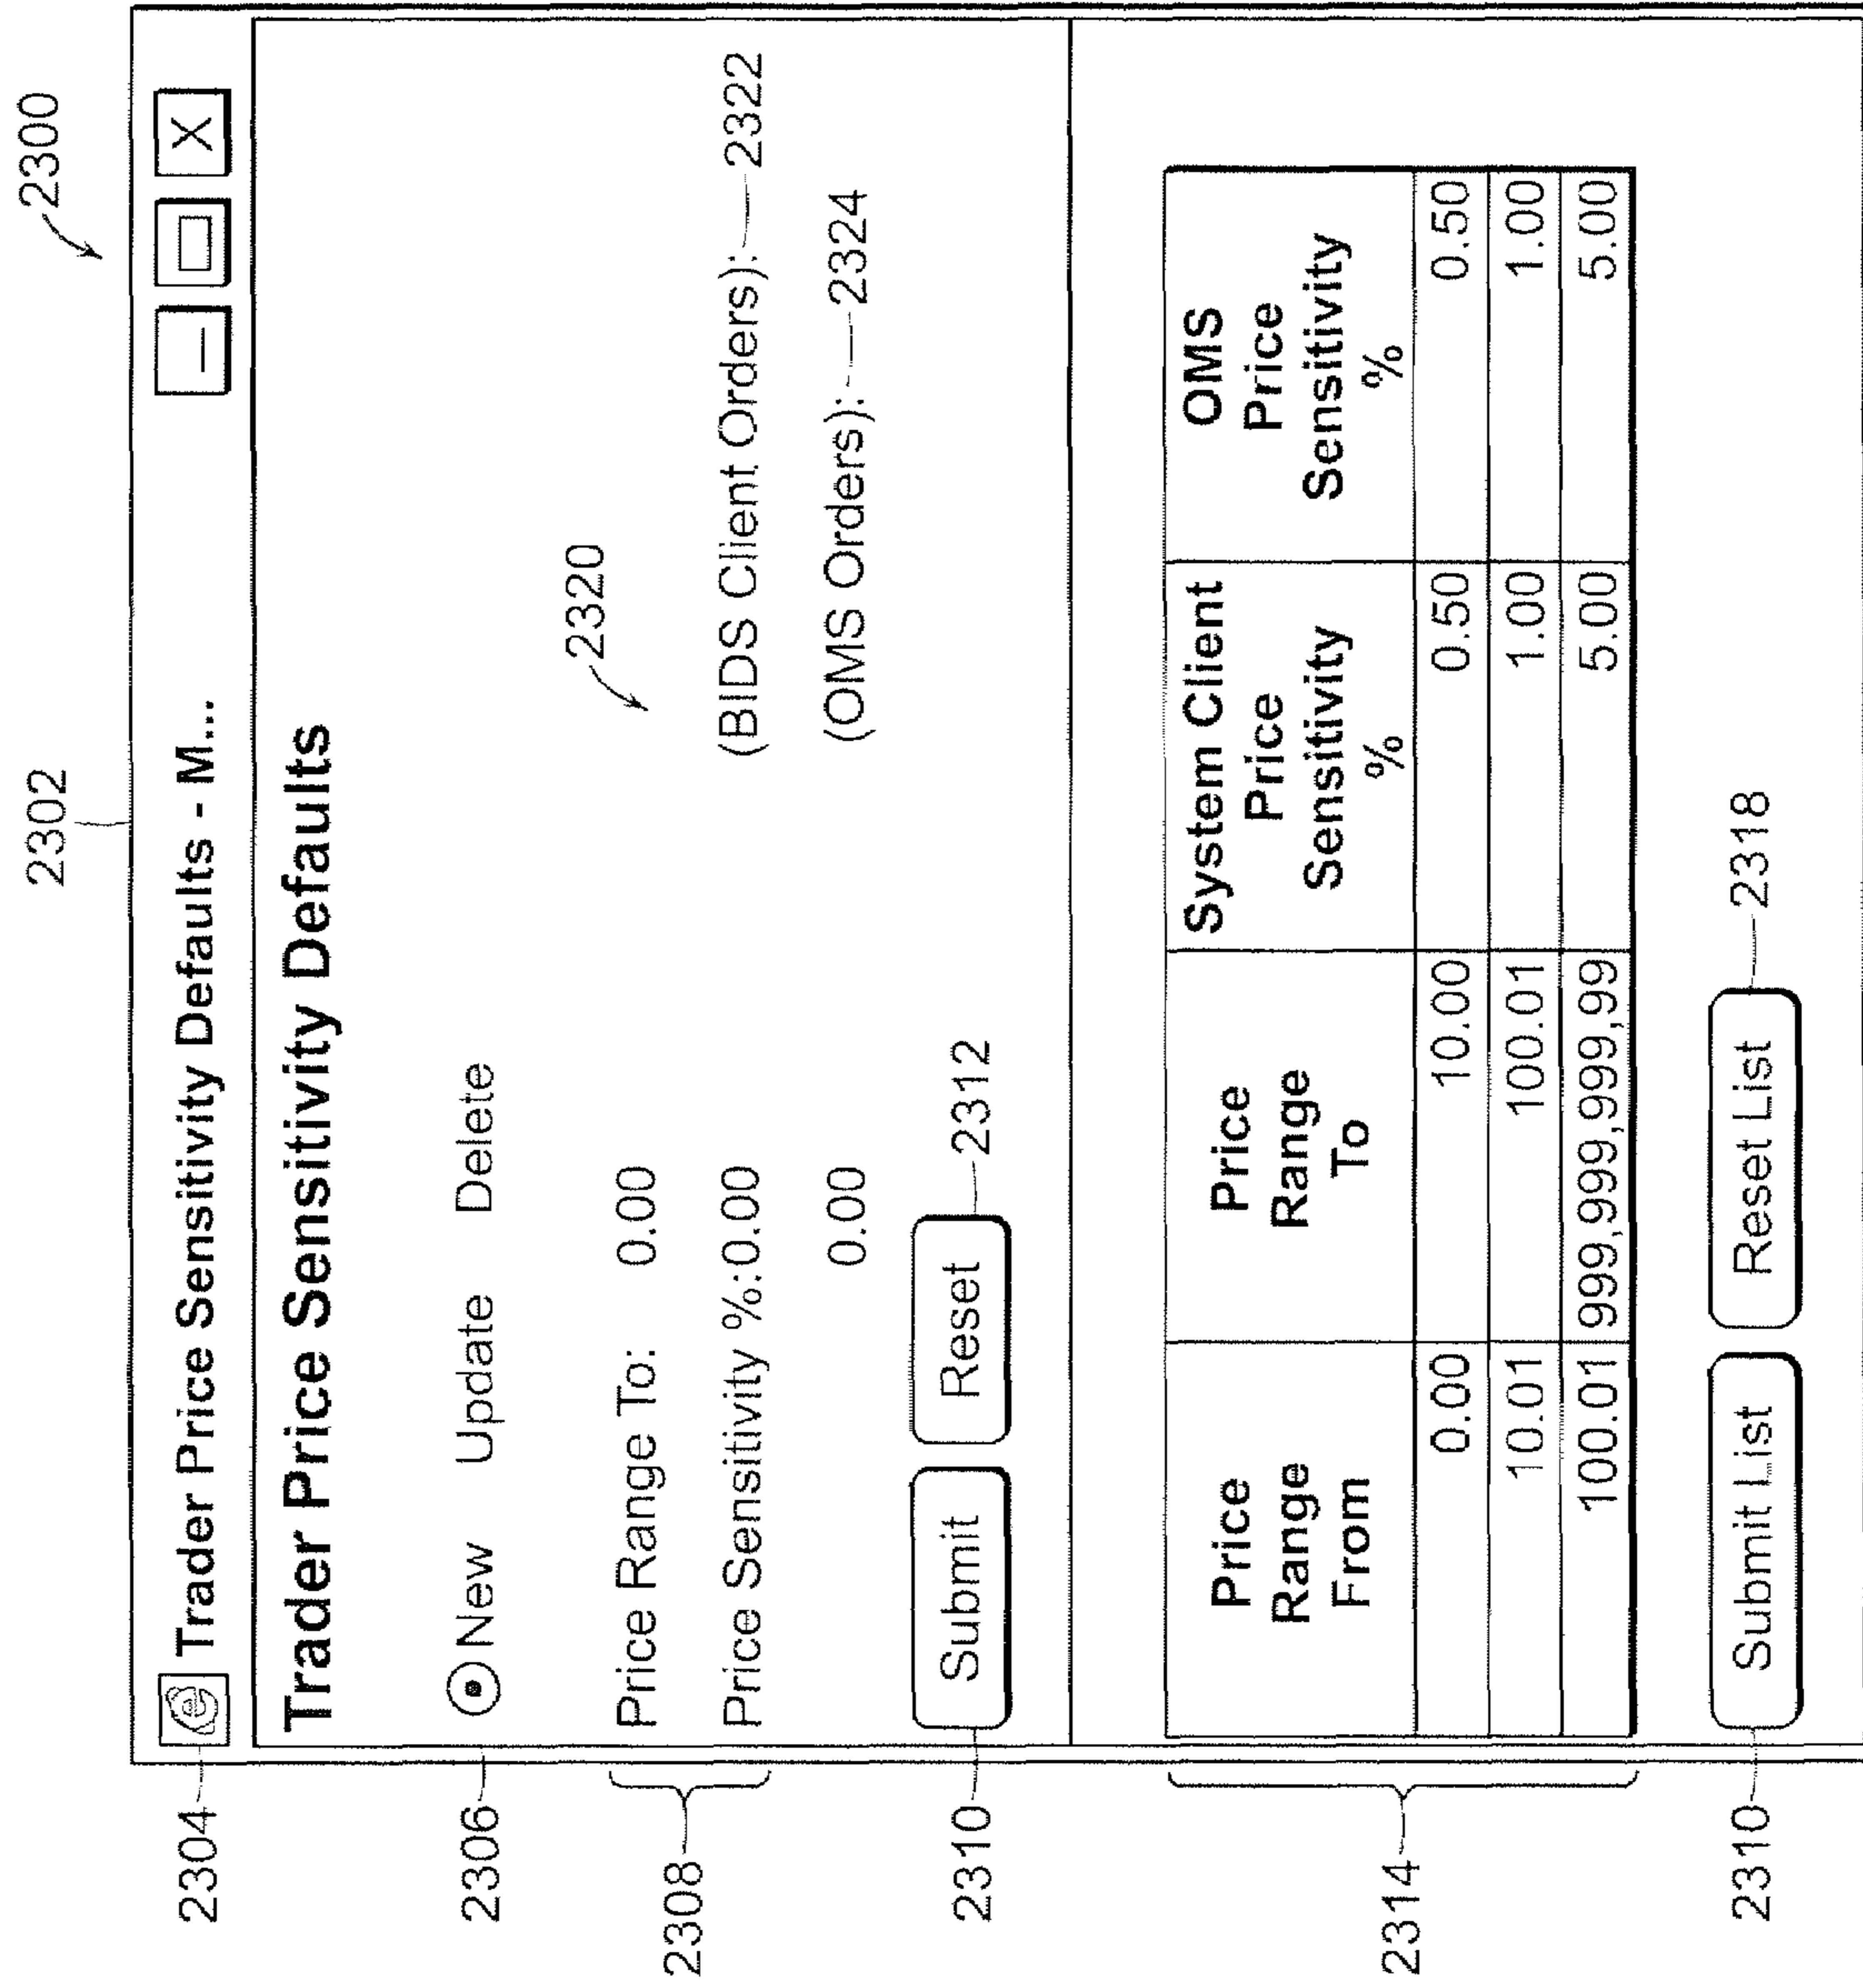 2300
2302
2304
Trader Price Sensitivity Defaults - M...
X
Trader Price Sensitivity Defaults
2306
New Update Delete
2320
2308
Price Range To: 0.00
Price Sensitivity %:0.00 (BIDS Client Orders): 2322
0.00 (OMS Orders): 2324
2310 Submit Reset 2312
2314
Price Range From
Price Range To
System Client Price Sensitivity %
OMS Price Sensitivity %
0.00 10.00 0.50 0.50
10.01 100.01 1.00 1.00
100.01 999,999,999,999,99 5.00 5.00
2310 Submit List Reset List 2318